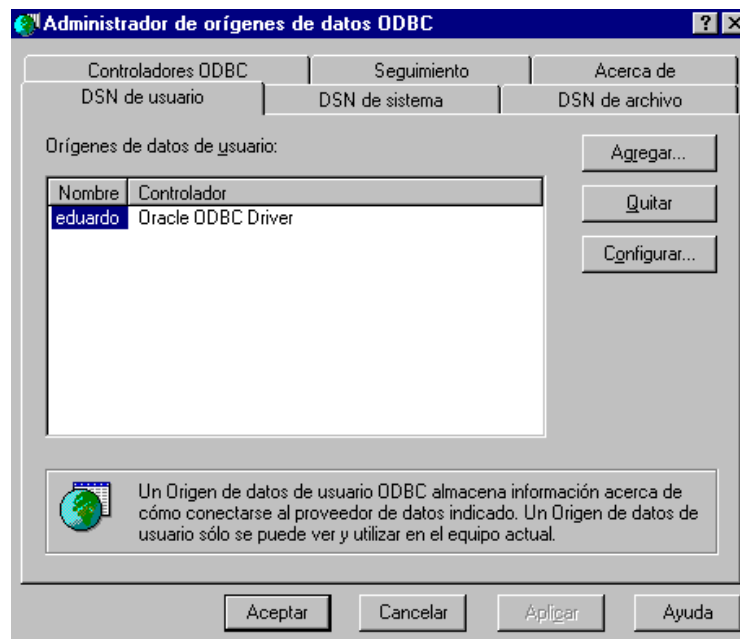 Administrador de orígenes de datos ODBC
Controladores ODBC Seguimiento Acerca de
DSN de usuario DSN de sistema DSN de archivo
Orígenes de datos de usuario:
Agregar...
Nombre Controlador
Quitar
eduardo Oracle ODBC Driver
Configurar...
Un Origen de datos de usuario ODBC almacena información acerca de
cómo conectarse al proveedor de datos indicado. Un Origen de datos de
usuario sólo se puede ver y utilizar en el equipo actual.
Aceptar Cancelar Aplicar Ayuda